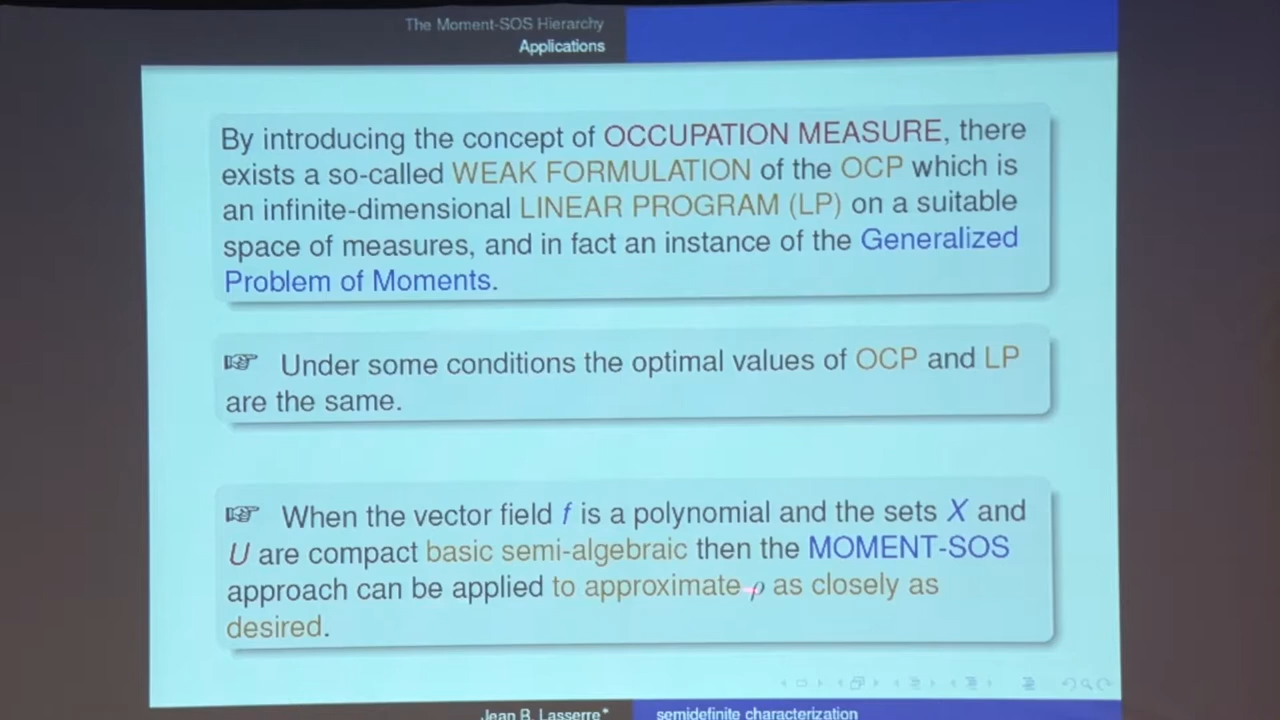 The Moment-SOS Hierarchy
Applications
By introducing the concept of OCCUPATION MEASURE, there
exists a so-called WEAK FORMULATION of the OCP which is
an infinite-dimensional LINEAR PROGRAM (LP) on a suitable
space of measures, and in fact an instance of the Generalized
Problem of Moments.
☞ Under some conditions the optimal values of OCP and LP
are the same.
☞ When the vector field f is a polynomial and the sets X and
U are compact basic semi-algebraic then the MOMENT-SOS
approach can be applied to approximate ρ as closely as
desired.
Jean B. Lasserre* semidefinite characterization